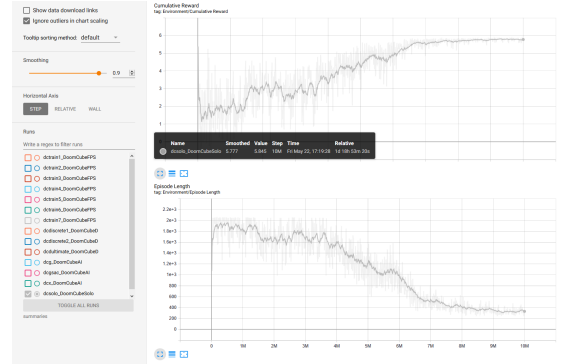 Show data download links
Ignore outliers in chart scaling
Tooltip sorting method: default
Smoothing
0.9
Horizontal Axis
STEP RELATIVE WALL
Runs
Write a regex to filter runs
dctrain1_DoomCubeFPS
dctrain2_DoomCubeFPS
dctrain3_DoomCubeFPS
dctrain4_DoomCubeFPS
dctrain5_DoomCubeFPS
dctrain6_DoomCubeFPS
dctrain7_DoomCubeFPS
dcdiscrete1_DoomCubeD
dcdiscrete2_DoomCubeD
dcdultimate_DoomCubeD
dcg_DoomCubeAI
dcgsac_DoomCubeAI
dcs_DoomCubeAI
dcsolo_DoomCubeSolo
TOGGLE ALL RUNS
summaries
Cumulative Reward
tag: Environment/Cumulative Reward
6
5
4
3
2
1
Name Smoothed Value Step Time Relative
dcsolo_DoomCubeSolo 5.777 5.845 10M Fri May 22, 17:19:28 1d 18h 53m 20s
Episode Length
tag: Environment/Episode Length
2.2e+3
2e+3
1.8e+3
1.6e+3
1.4e+3
1.2e+3
1e+3
800
600
400
200
0
0 1M 2M 3M 4M 5M 6M 7M 8M 9M 10M